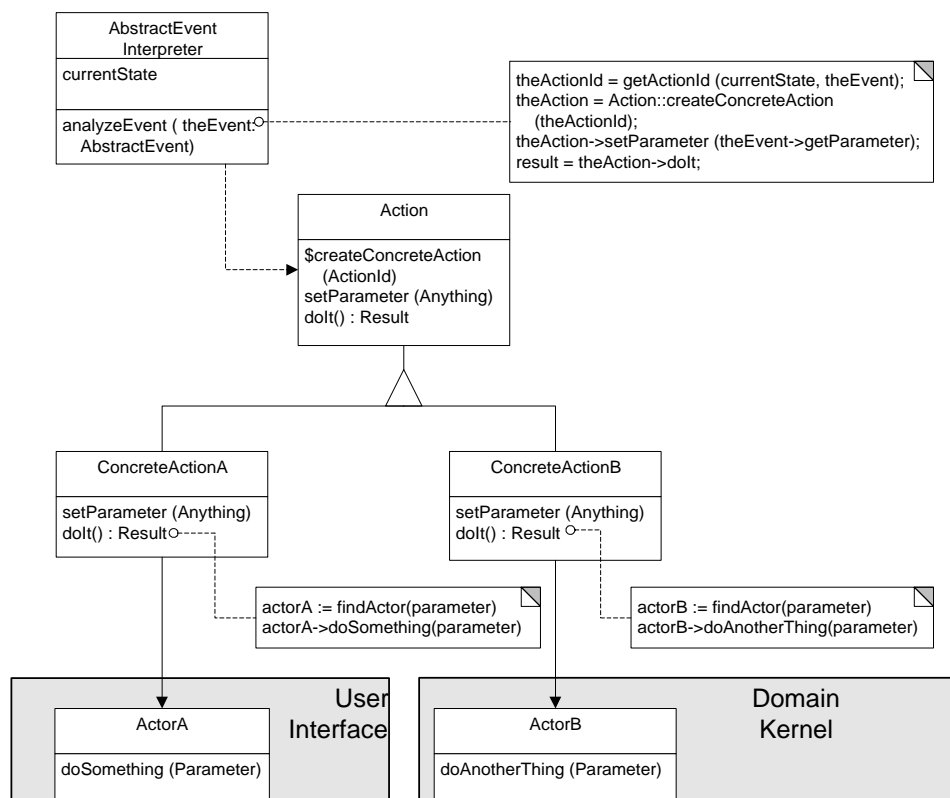 AbstractEvent
Interpreter
currentState
analyzeEvent ( theEvent:
AbstractEvent)
theActionId = getActionId (currentState, theEvent);
theAction = Action::createConcreteAction
(theActionId);
theAction->setParameter (theEvent->getParameter);
result = theAction->doIt;
Action
$createConcreteAction
(ActionId)
setParameter (Anything)
doIt() : Result
ConcreteActionA
setParameter (Anything)
doIt() : Result
ConcreteActionB
setParameter (Anything)
doIt() : Result
actorA := findActor(parameter)
actorA->doSomething(parameter)
actorB := findActor(parameter)
actorB->doAnotherThing(parameter)
User
Interface
ActorA
doSomething (Parameter)
Domain
Kernel
ActorB
doAnotherThing (Parameter)